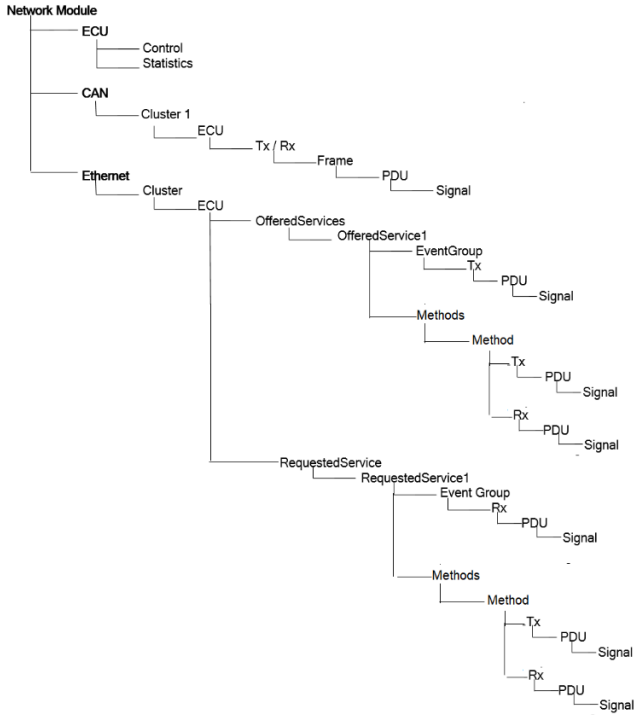 Network Module
ECU
Control
Statistics
CAN
Cluster 1
ECU
Tx / Rx
Frame
PDU
Signal
Ethernet
Cluster
ECU
OfferedServices
OfferedService1
EventGroup
Tx
PDU
Signal
Methods
Method
Tx
PDU
Signal
Rx
PDU
Signal
RequestedService
RequestedService1
Event Group
Rx
PDU
Signal
Methods
Method
Tx
PDU
Signal
Rx
PDU
Signal